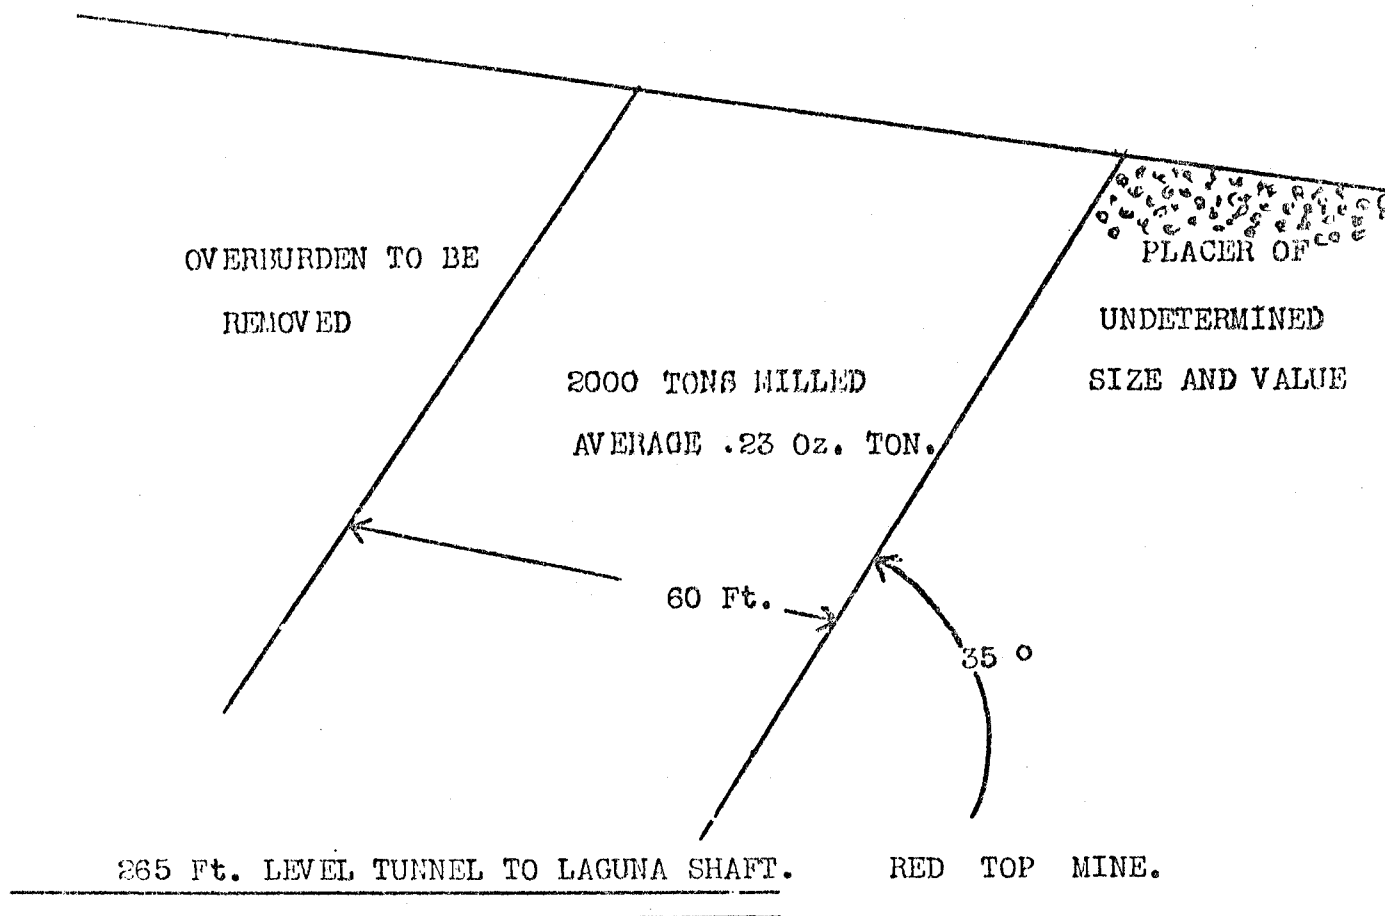 OVERBURDEN TO BE
REMOVED
PLACER OF
UNDETERMINED
SIZE AND VALUE
2000 TONS MILLED
AVERAGE .23 Oz. TON.
60 Ft.
35 o
265 Ft. LEVEL TUNNEL TO LAGUNA SHAFT. RED TOP MINE.